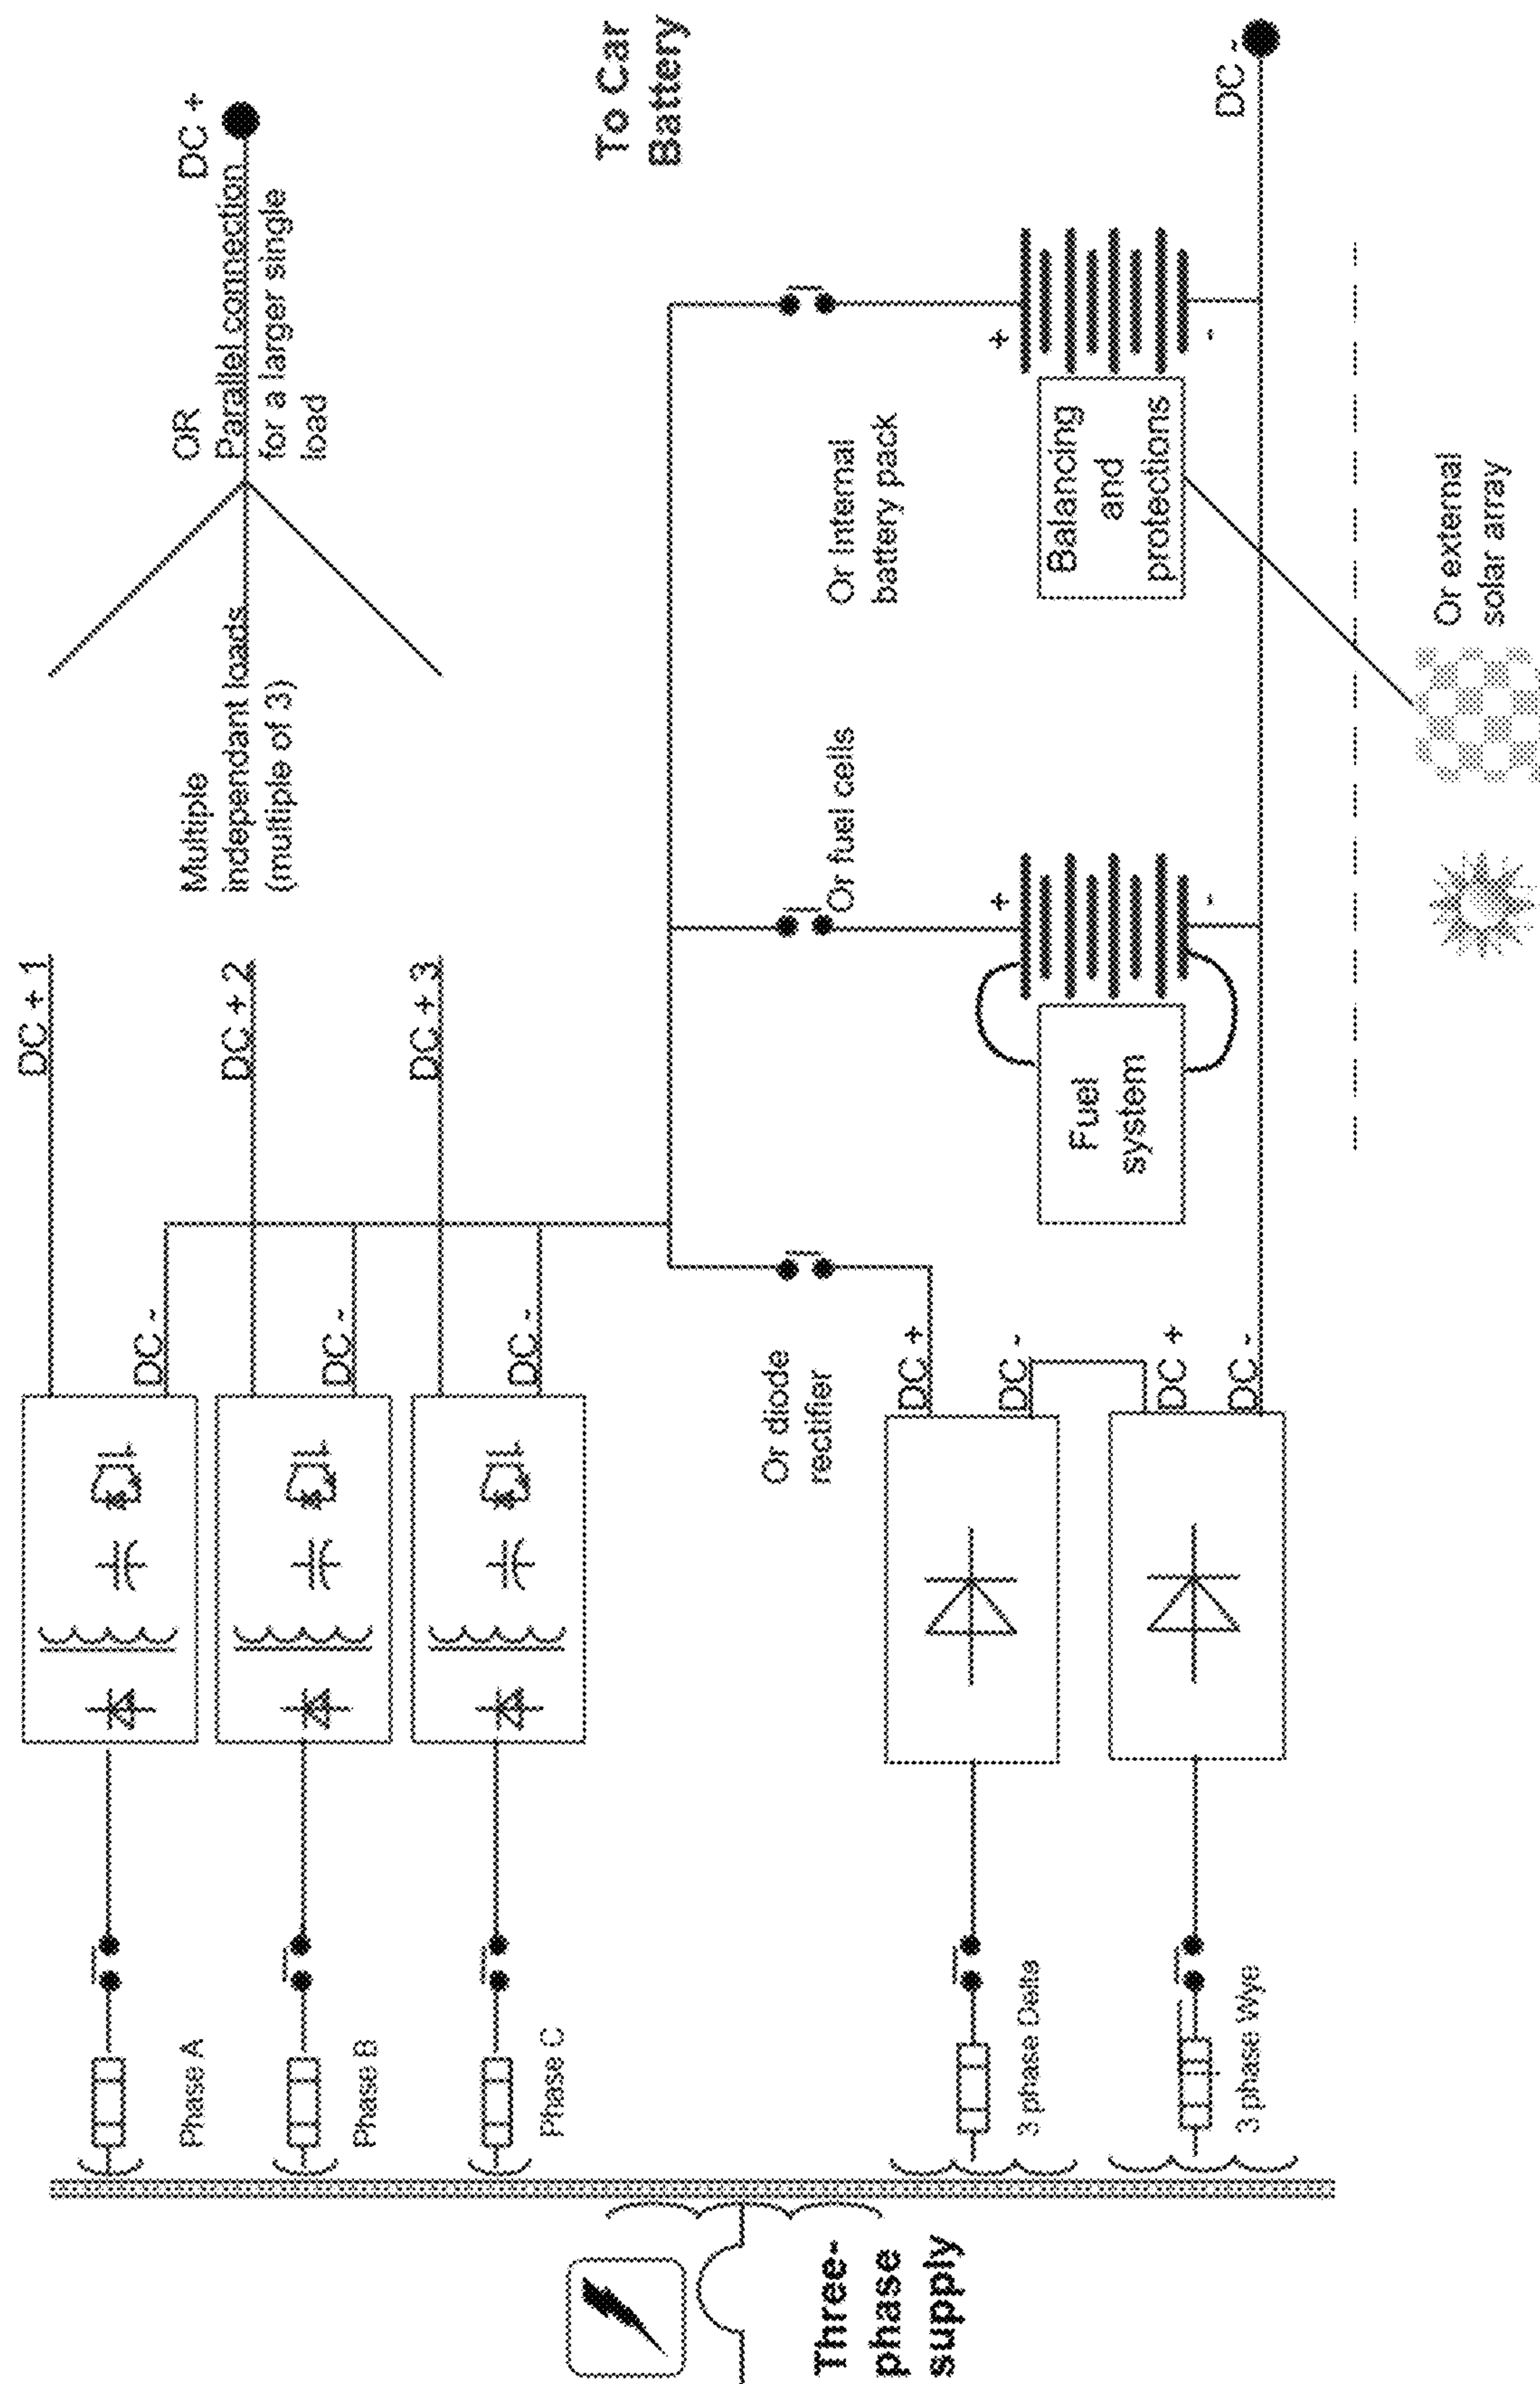 Three-
phase
supply
Phase A
Phase B
Phase C
3 phase Delta
3 phase Wye
DC -
DC -
DC -
DC + 1
DC + 2
DC + 3
Multiple
independant loads
(multiple of 3)
OR
Parallel connection
for a larger single
load
DC +
To Car
Battery
Or diode
rectifier
DC +
DC -
DC +
DC -
Or fuel cells
+
-
Fuel
system
Or Internal
battery pack
+
-
Balancing
and
protections
DC -
Or external
solar array